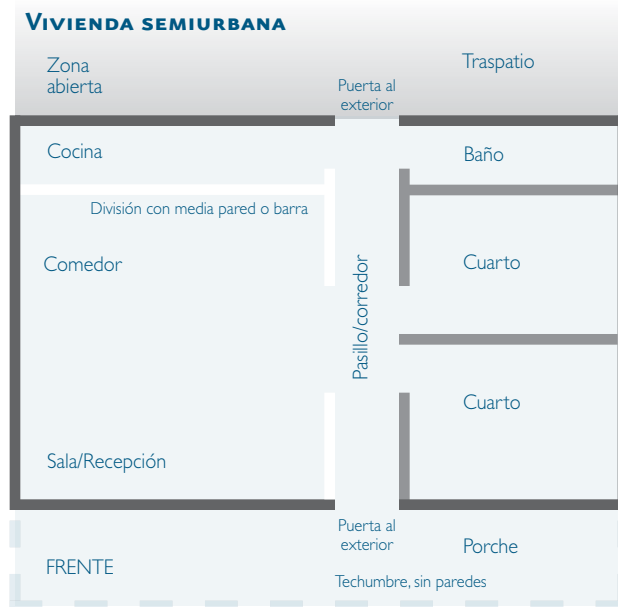 VIVIENDA SEMIURBANA
Zona
abierta
Puerta al
exterior
Traspatio
Cocina
Baño
División con media pared o barra
Comedor
Pasillo/corredor
Cuarto
Cuarto
Sala/Recepción
Puerta al
exterior
Porche
FRENTE
Techumbre, sin paredes